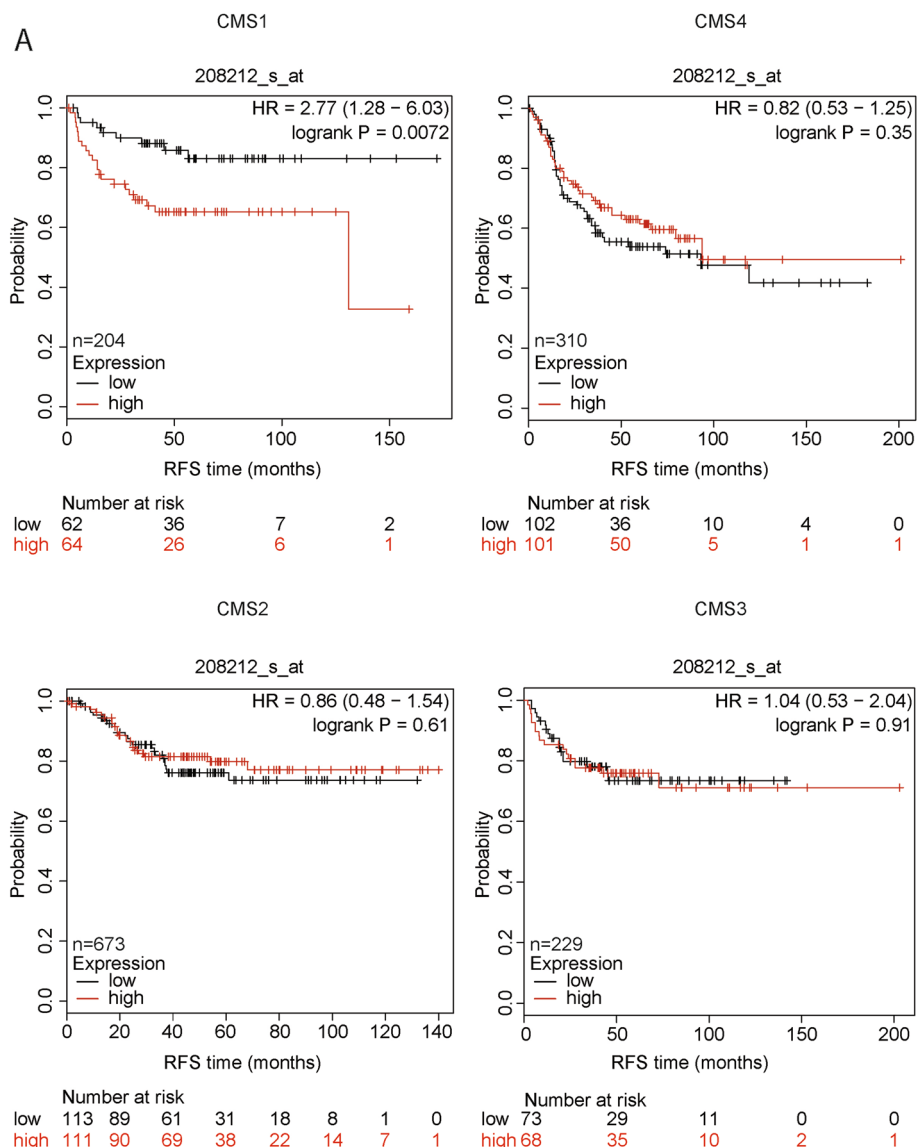 A
CMS1
208212_s_at
HR = 2.77 (1.28 − 6.03)
logrank P = 0.0072
Probability
1.0
0.8
0.6
0.4
0.2
0.0
n=204
Expression
low
high
0 50 100 150
RFS time (months)
Number at risk
low 62 36 7 2
high 64 26 6 1
CMS4
208212_s_at
HR = 0.82 (0.53 − 1.25)
logrank P = 0.35
Probability
1.0
0.8
0.6
0.4
0.2
0.0
n=310
Expression
low
high
0 50 100 150 200
RFS time (months)
Number at risk
low 102 36 10 4 0
high 101 50 5 1 1
CMS2
208212_s_at
HR = 0.86 (0.48 − 1.54)
logrank P = 0.61
Probability
1.0
0.8
0.6
0.4
0.2
0.0
n=673
Expression
low
high
0 20 40 60 80 100 120 140
RFS time (months)
Number at risk
low 113 89 61 31 18 8 1 0
high 111 90 69 38 22 14 7 1
CMS3
208212_s_at
HR = 1.04 (0.53 − 2.04)
logrank P = 0.91
Probability
1.0
0.8
0.6
0.4
0.2
0.0
n=229
Expression
low
high
0 50 100 150 200
RFS time (months)
Number at risk
low 73 29 11 0 0
high 68 35 10 2 1